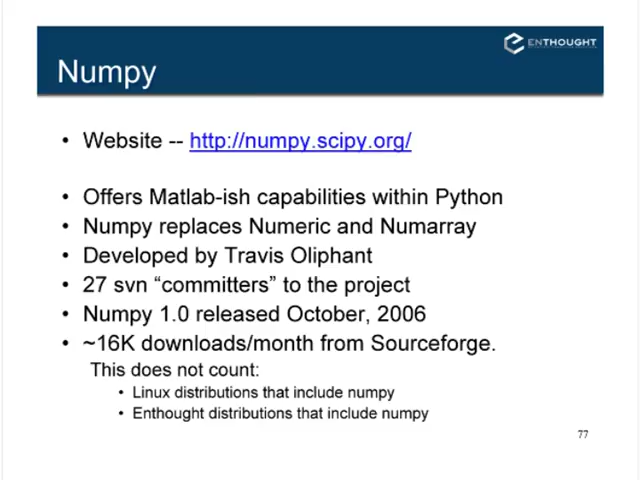 ENTHOUGHT
Numpy
• Website -- http://numpy.scipy.org/
• Offers Matlab-ish capabilities within Python
• Numpy replaces Numeric and Numarray
• Developed by Travis Oliphant
• 27 svn “committers” to the project
• Numpy 1.0 released October, 2006
• ~16K downloads/month from Sourceforge.
This does not count:
• Linux distributions that include numpy
• Enthought distributions that include numpy
77